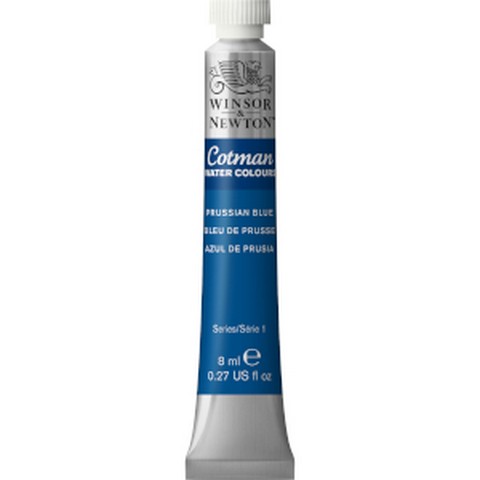 WINSOR
&
NEWTON™
Cotman
WATER COLOURS
PRUSSIAN BLUE
BLEU DE PRUSSE
AZUL DE PRUSIA
Series/Série 1
8 ml e
0.27 US fl oz